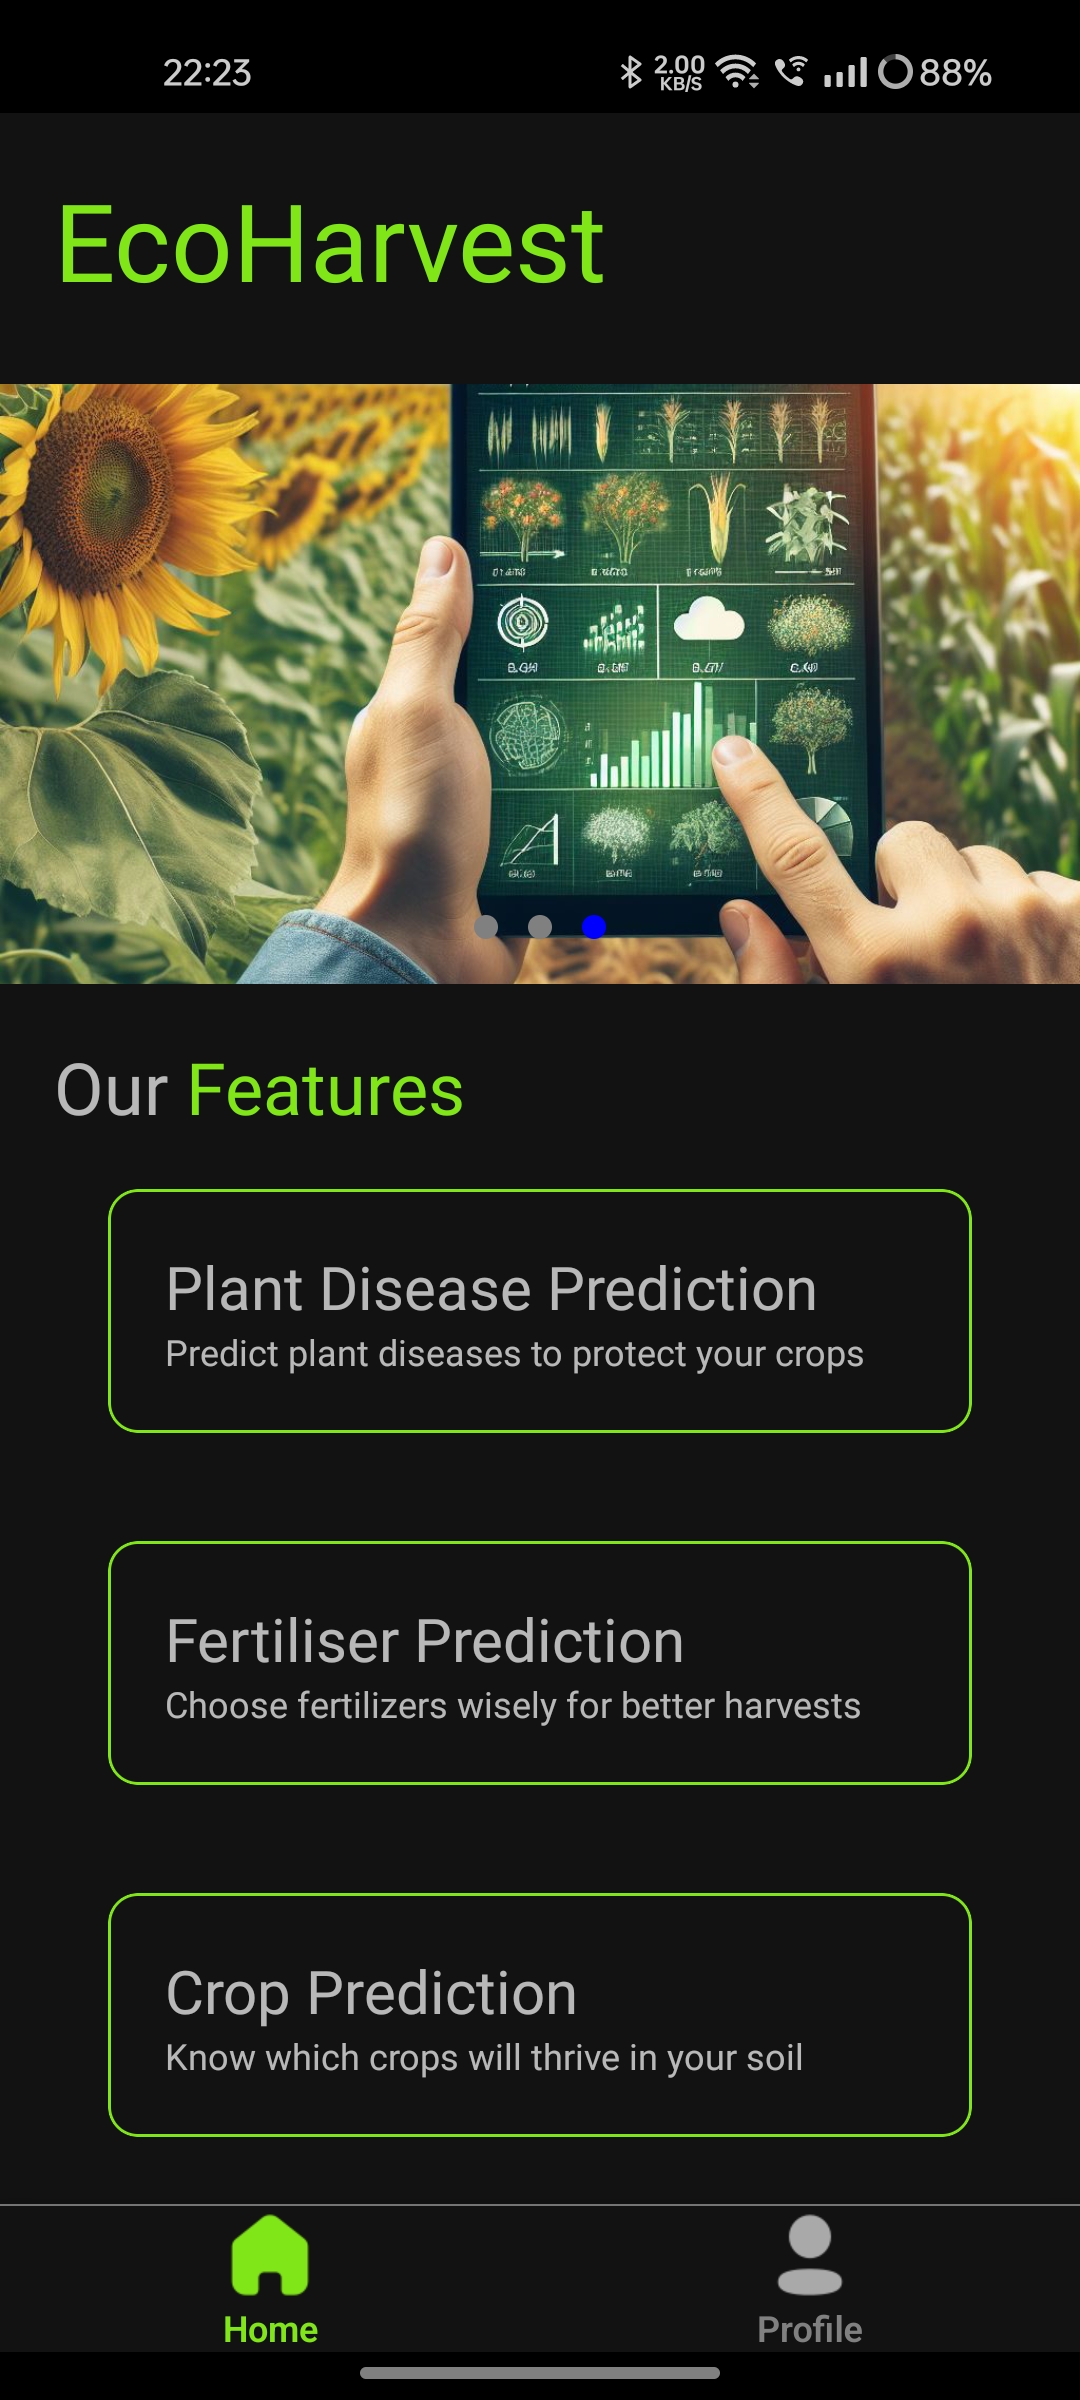 22:23
2.00
KB/S
88%
EcoHarvest
Our Features
Plant Disease Prediction
Predict plant diseases to protect your crops
Fertiliser Prediction
Choose fertilizers wisely for better harvests
Crop Prediction
Know which crops will thrive in your soil
Home
Profile